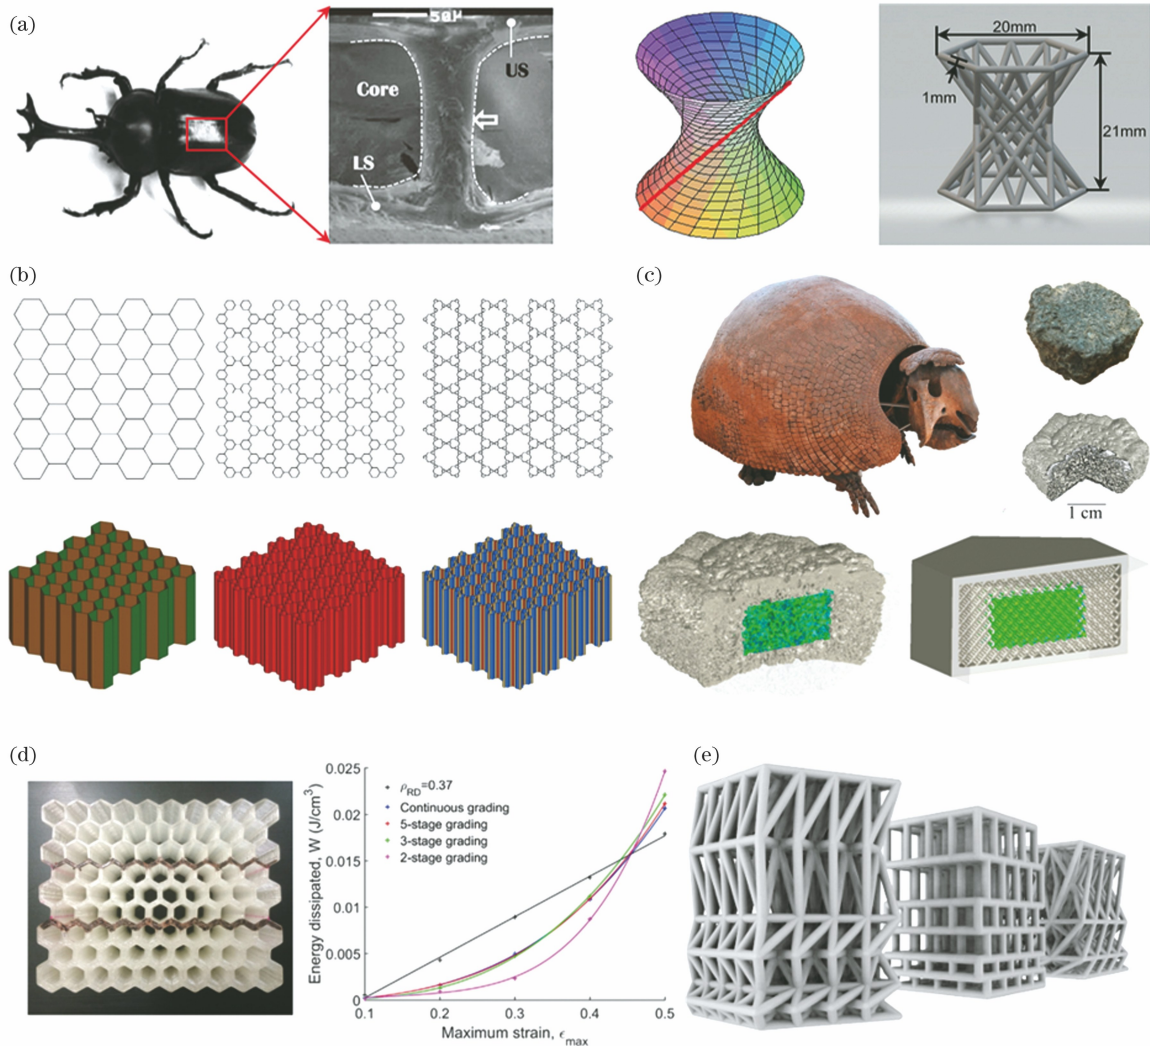 (a)
50μ
US
Core
LS
20mm
1mm
21mm
(b)
(c)
1 cm
(d)
Energy dissipated, W (J/cm³)
0.025
0.02
0.015
0.01
0.005
0
ρRD=0.37
Continuous grading
5-stage grading
3-stage grading
2-stage grading
0.1 0.2 0.3 0.4 0.5
Maximum strain, ϵmax
(e)